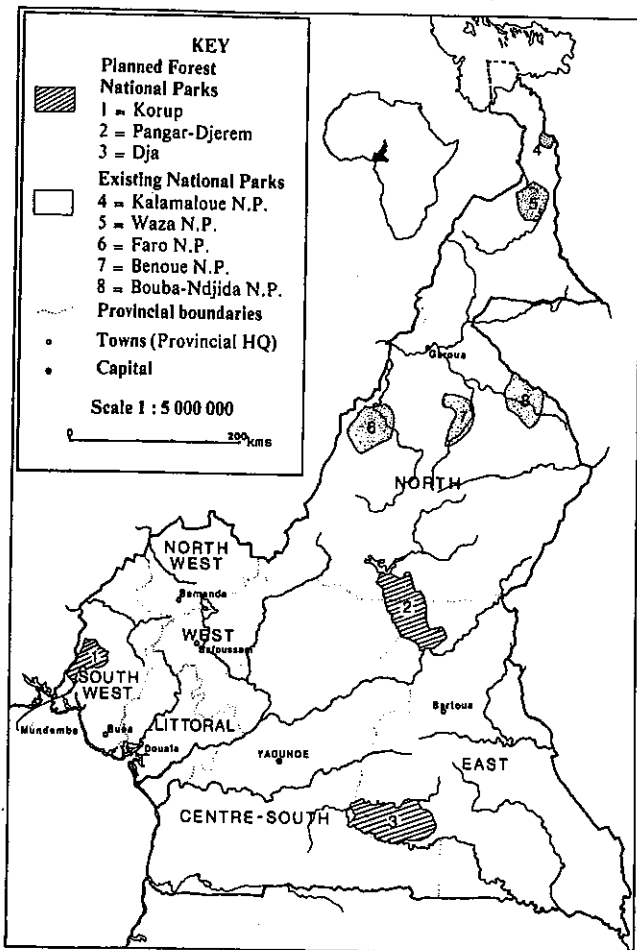 KEY
Planned Forest
National Parks
1 = Korup
2 = Pangar-Djerem
3 = Dja
Existing National Parks
4 = Kalamaloue N.P.
5 = Waza N.P.
6 = Faro N.P.
7 = Benoue N.P.
8 = Bouba-Ndjida N.P.
Provincial boundaries
Towns (Provincial HQ)
Capital
Scale 1 : 5 000 000
0 200 kms
4
5
Garoua
6
7
8
NORTH
NORTH
WEST
Bamenda
2
WEST
Bafoussam
1
SOUTH
WEST
Mundemba
Buea
LITTORAL
Douala
Bertoua
YAOUNDE
EAST
CENTRE-SOUTH
3